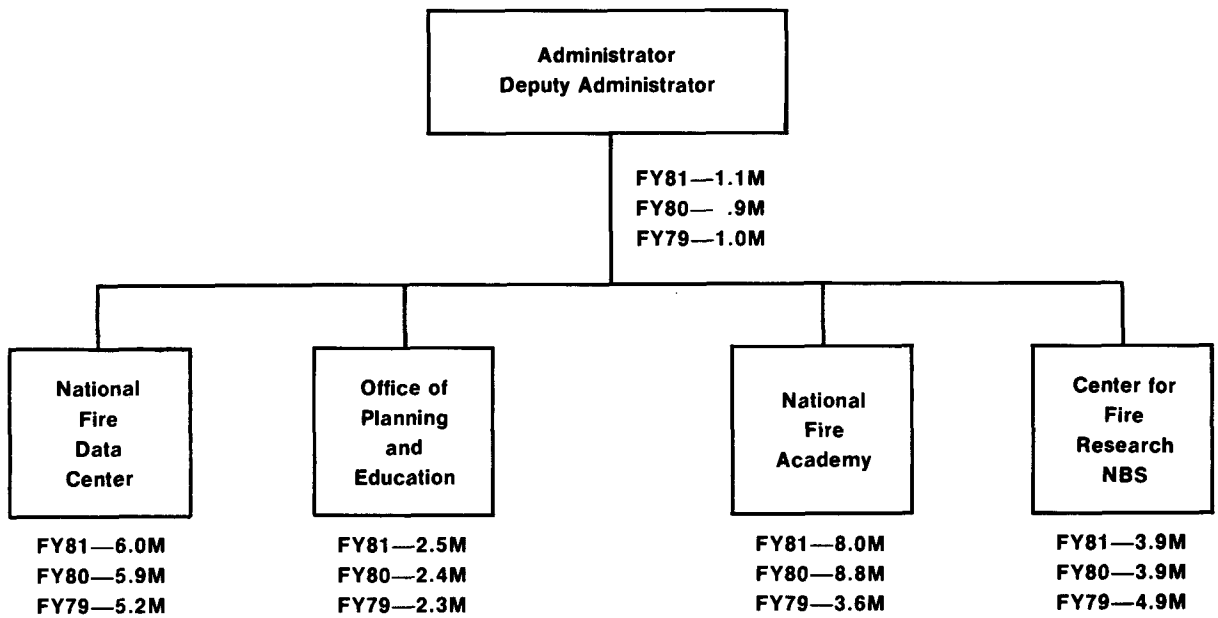 Administrator
Deputy Administrator
FY81—1.1M
FY80— .9M
FY79—1.0M
National
Fire
Data
Center
FY81—6.0M
FY80—5.9M
FY79—5.2M
Office of
Planning
and
Education
FY81—2.5M
FY80—2.4M
FY79—2.3M
National
Fire
Academy
FY81—8.0M
FY80—8.8M
FY79—3.6M
Center for
Fire
Research
NBS
FY81—3.9M
FY80—3.9M
FY79—4.9M